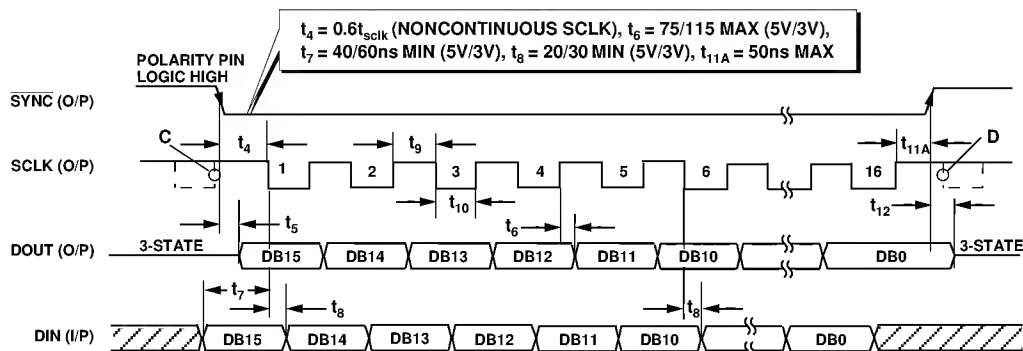 t4 = 0.6tsclk (NONCONTINUOUS SCLK), t6 = 75/115 MAX (5V/3V),
t7 = 40/60ns MIN (5V/3V), t8 = 20/30 MIN (5V/3V), t11A = 50ns MAX
POLARITY PIN
LOGIC HIGH
SYNC (O/P)
C
t4
t9
t11A
D
SCLK (O/P)
1
2
3
4
5
6
16
t10
t5
t6
t12
3-STATE
3-STATE
DOUT (O/P)
DB15
DB14
DB13
DB12
DB11
DB10
DB0
t7
t8
t8
DIN (I/P)
DB15
DB14
DB13
DB12
DB11
DB10
DB0